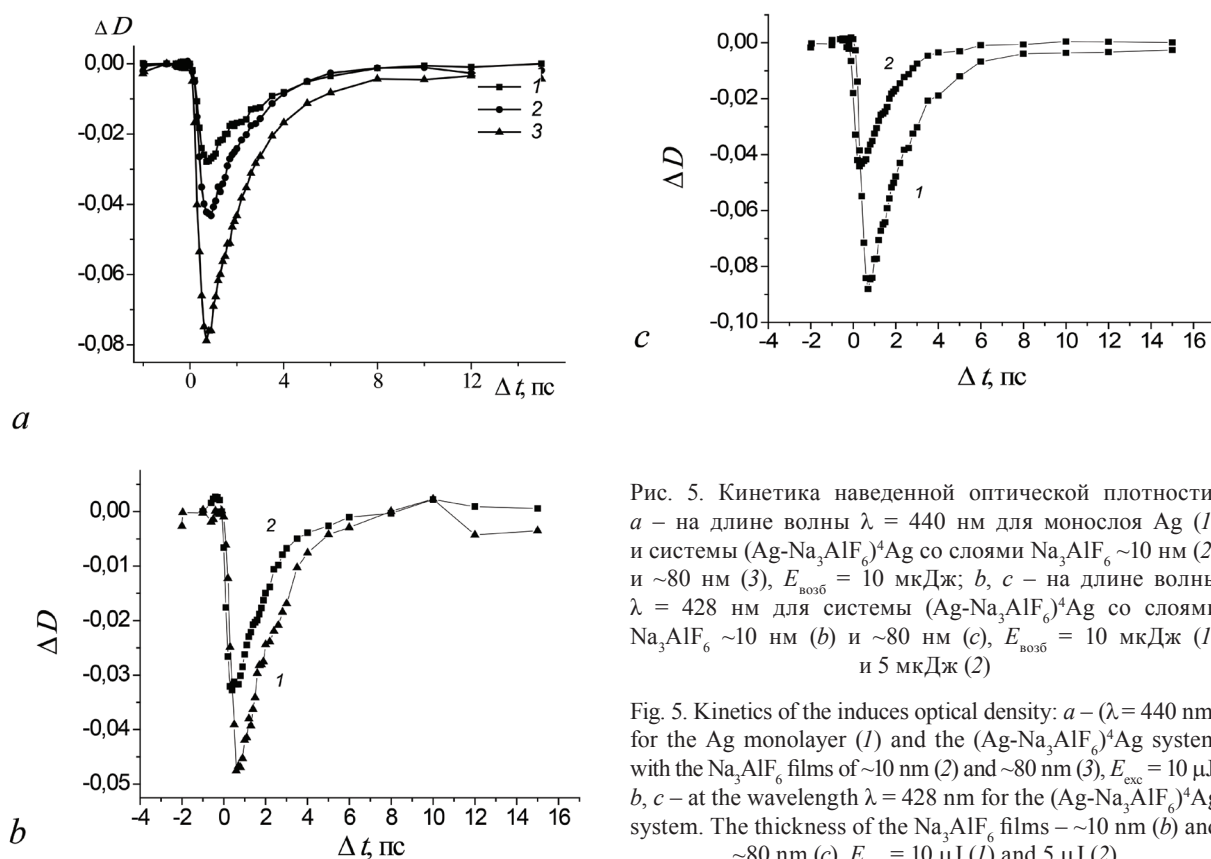 ΔD
0,00
-0,02
-0,04
-0,06
-0,08
1
2
3
0 4 8 12 Δt, пс
a
0,00
-0,02
-0,04
-0,06
-0,08
-0,10
ΔD
2
1
-4 -2 0 2 4 6 8 10 12 14 16
Δt, пс
c
0,00
-0,01
-0,02
-0,03
-0,04
-0,05
ΔD
2
1
-4 -2 0 2 4 6 8 10 12 14 16
Δt, пс
b
Рис. 5. Кинетика наведенной оптической плотности
a – на длине волны λ = 440 нм для монослоя Ag (1
и системы (Ag-Na₃AlF₆)⁴Ag со слоями Na₃AlF₆ ~10 нм (2
и ~80 нм (3), Eвозб = 10 мкДж; b, c – на длине волны
λ = 428 нм для системы (Ag-Na₃AlF₆)⁴Ag со слоями
Na₃AlF₆ ~10 нм (b) и ~80 нм (c), Eвозб = 10 мкДж (1
и 5 мкДж (2)
Fig. 5. Kinetics of the induces optical density: a – (λ = 440 nm
for the Ag monolayer (1) and the (Ag-Na₃AlF₆)⁴Ag system
with the Na₃AlF₆ films of ~10 nm (2) and ~80 nm (3), Eexc = 10 μJ
b, c – at the wavelength λ = 428 nm for the (Ag-Na₃AlF₆)⁴Ag
system. The thickness of the Na₃AlF₆ films – ~10 nm (b) and
~80 nm (c), E = 10 μJ (1) and 5 μJ (2)